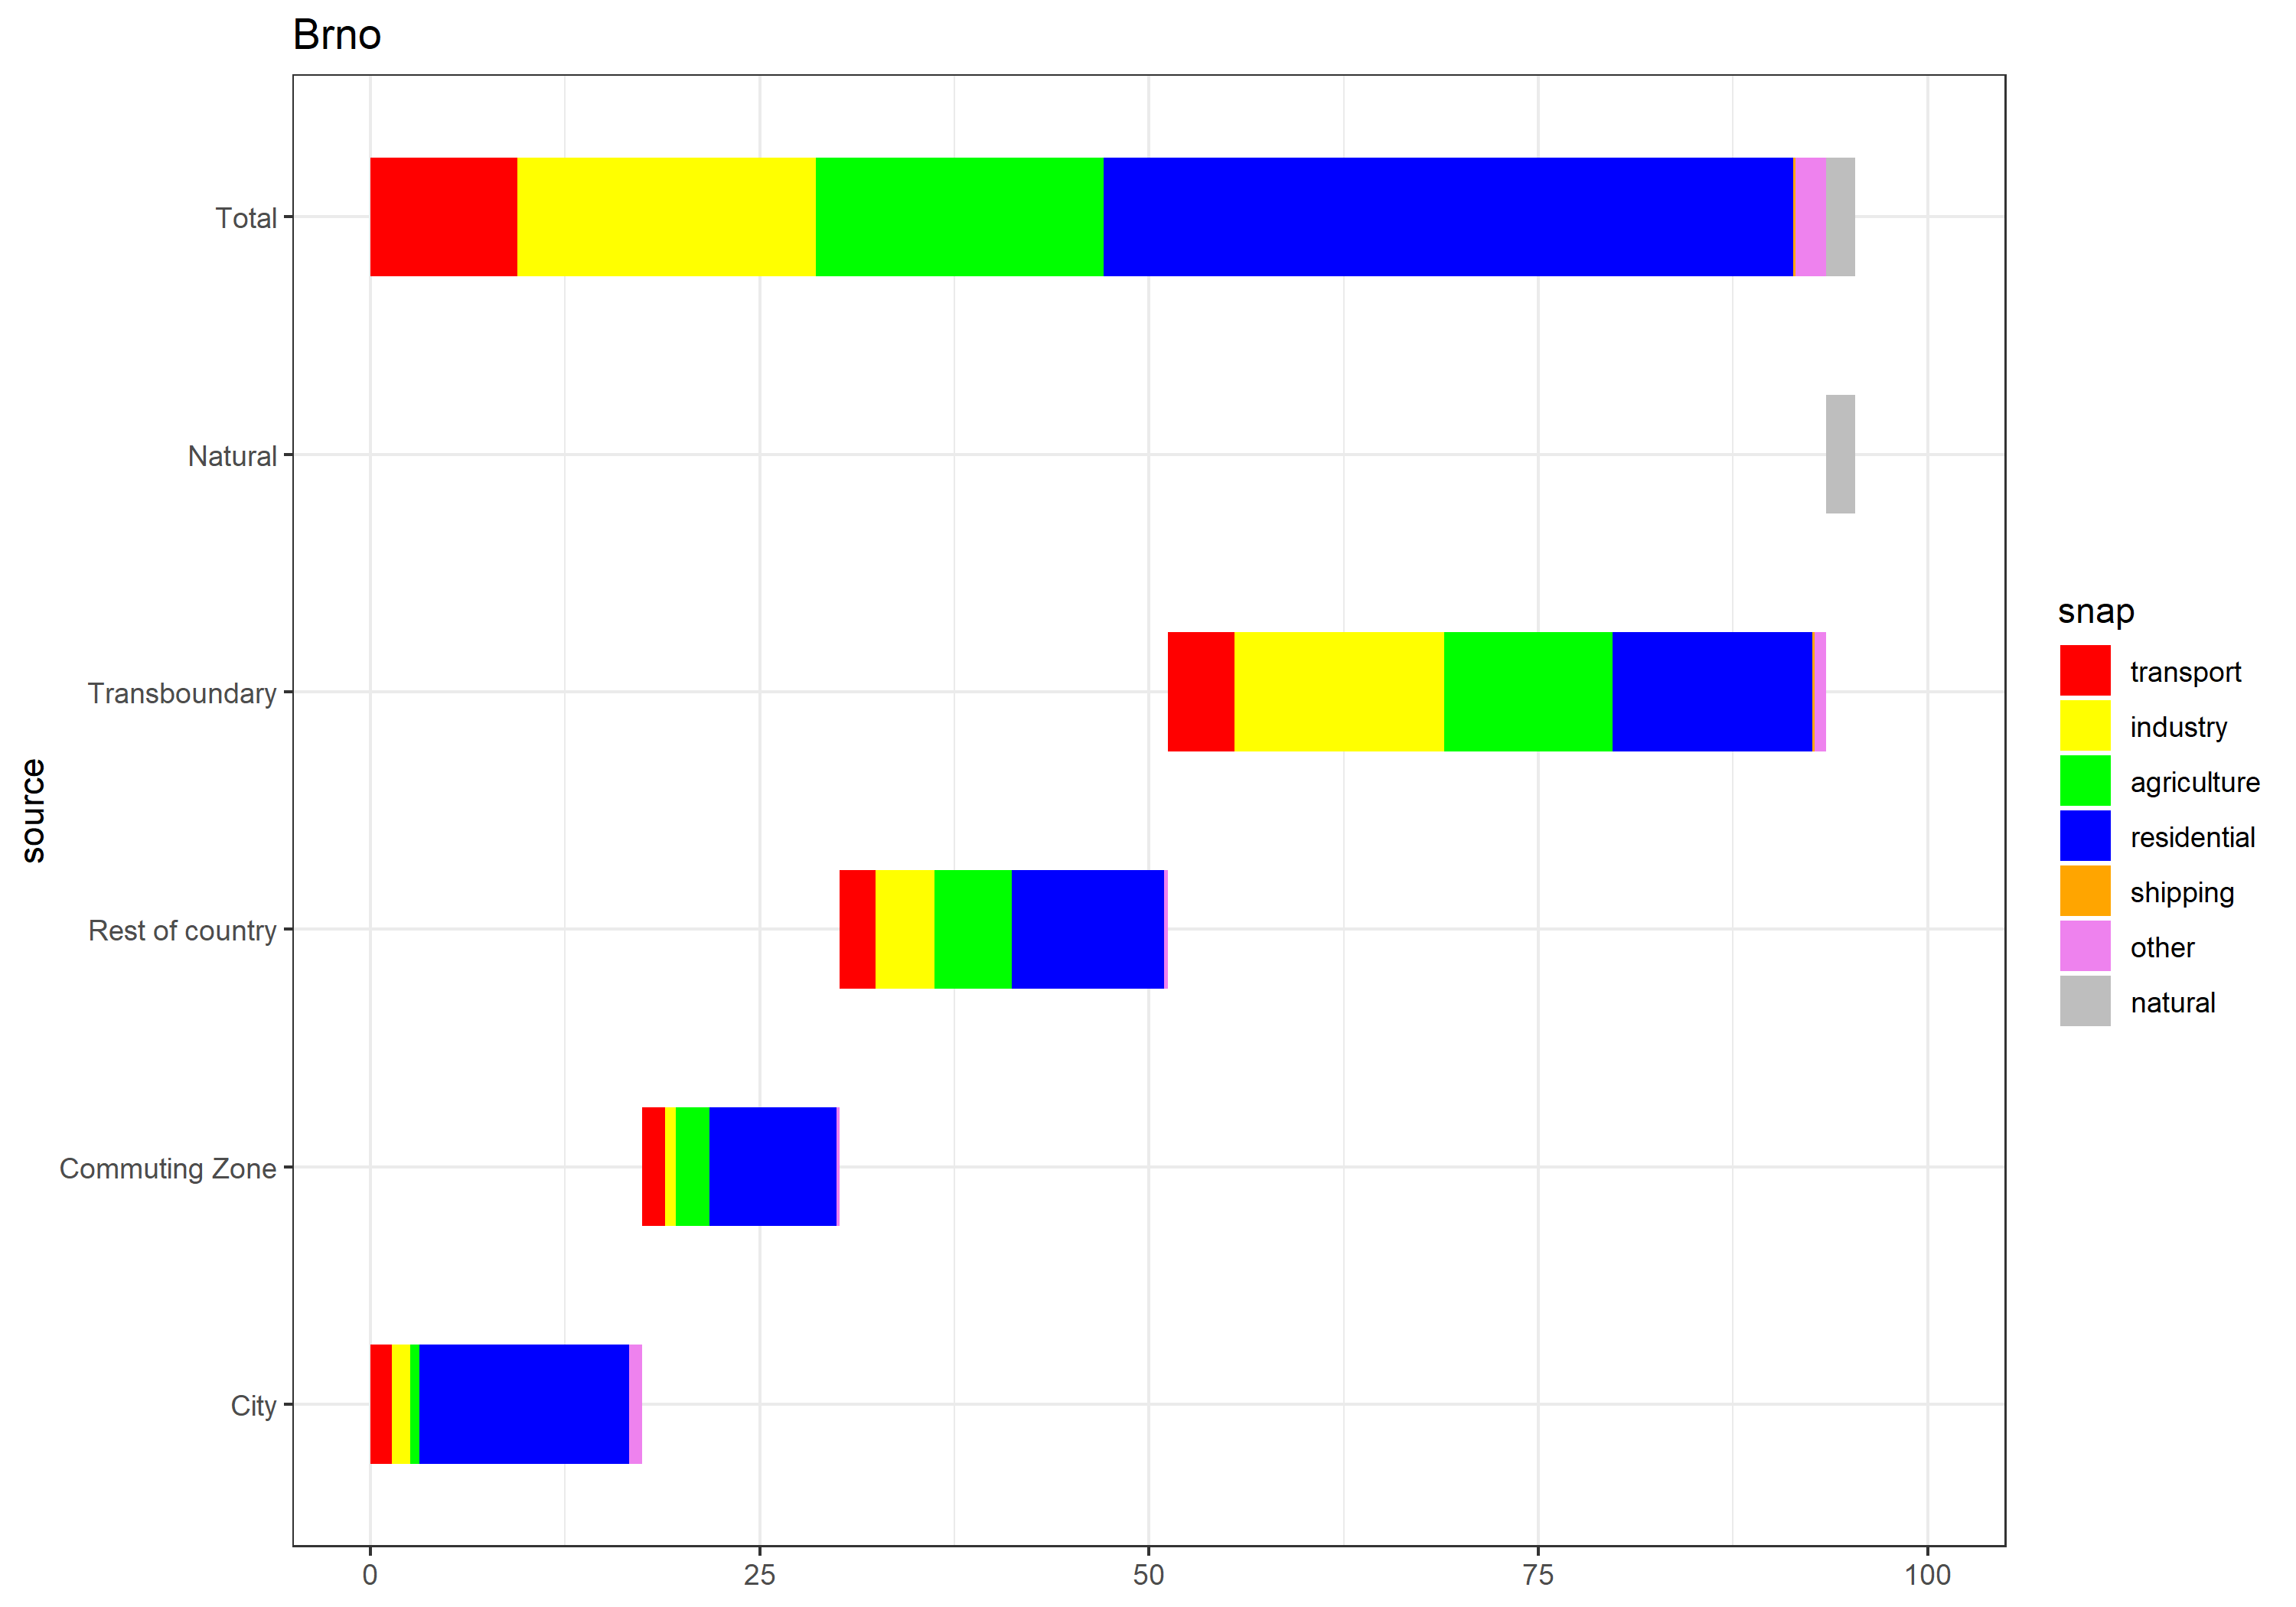 Brno
Total
Natural
Transboundary
Rest of country
Commuting Zone
City
source
0 25 50 75 100
snap
transport
industry
agriculture
residential
shipping
other
natural